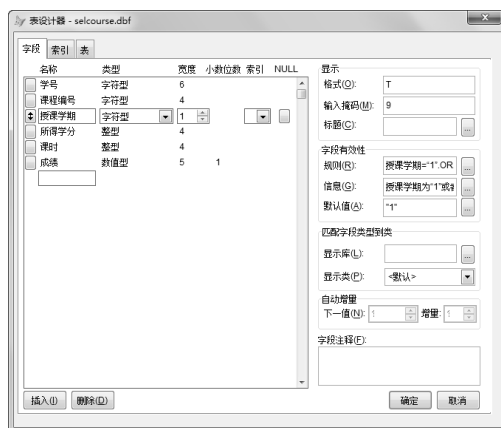 表设计器 - selcourse.dbf
字段 索引 表
名称 类型 宽度 小数位数 索引 NULL
学号 字符型 6
课程编号 字符型 4
授课学期 字符型 1
所得学分 整型 4
课时 整型 4
成绩 数值型 5 1
显示
格式(O): T
输入掩码(M): 9
标题(C): ...
字段有效性
规则(R): 授课学期="1".OR ...
信息(G): ...
默认值(A): "1" ...
匹配字段类型到类
显示库(L): ...
显示类(P): <默认>
自动增量
下一值(N): 1 增量: 1
字段注释(F):
插入(I) 删除(D) 确定 取消